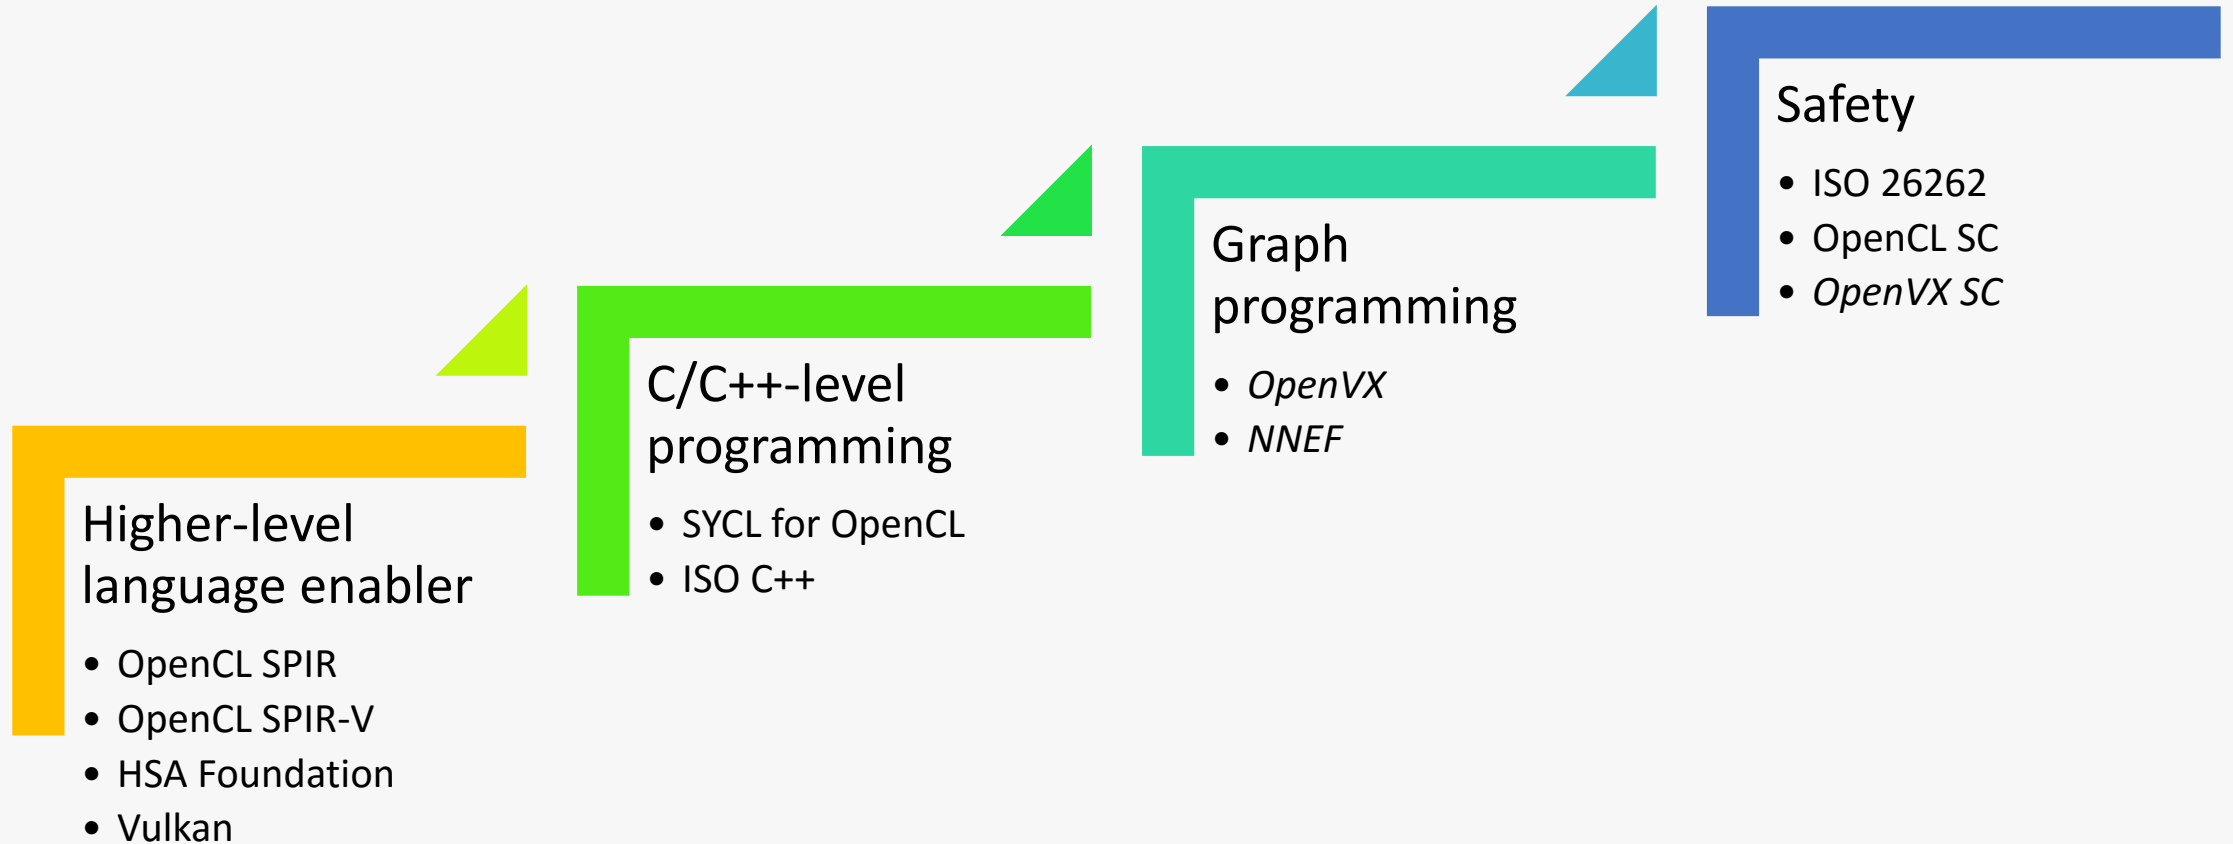 Higher-level
language enabler
• OpenCL SPIR
• OpenCL SPIR-V
• HSA Foundation
• Vulkan
C/C++-level
programming
• SYCL for OpenCL
• ISO C++
Graph
programming
• OpenVX
• NNEF
Safety
• ISO 26262
• OpenCL SC
• OpenVX SC